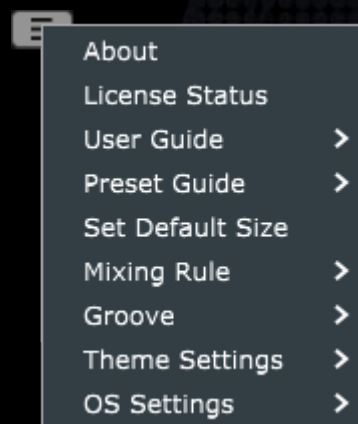 About
License Status
User Guide
Preset Guide
Set Default Size
Mixing Rule
Groove
Theme Settings
OS Settings